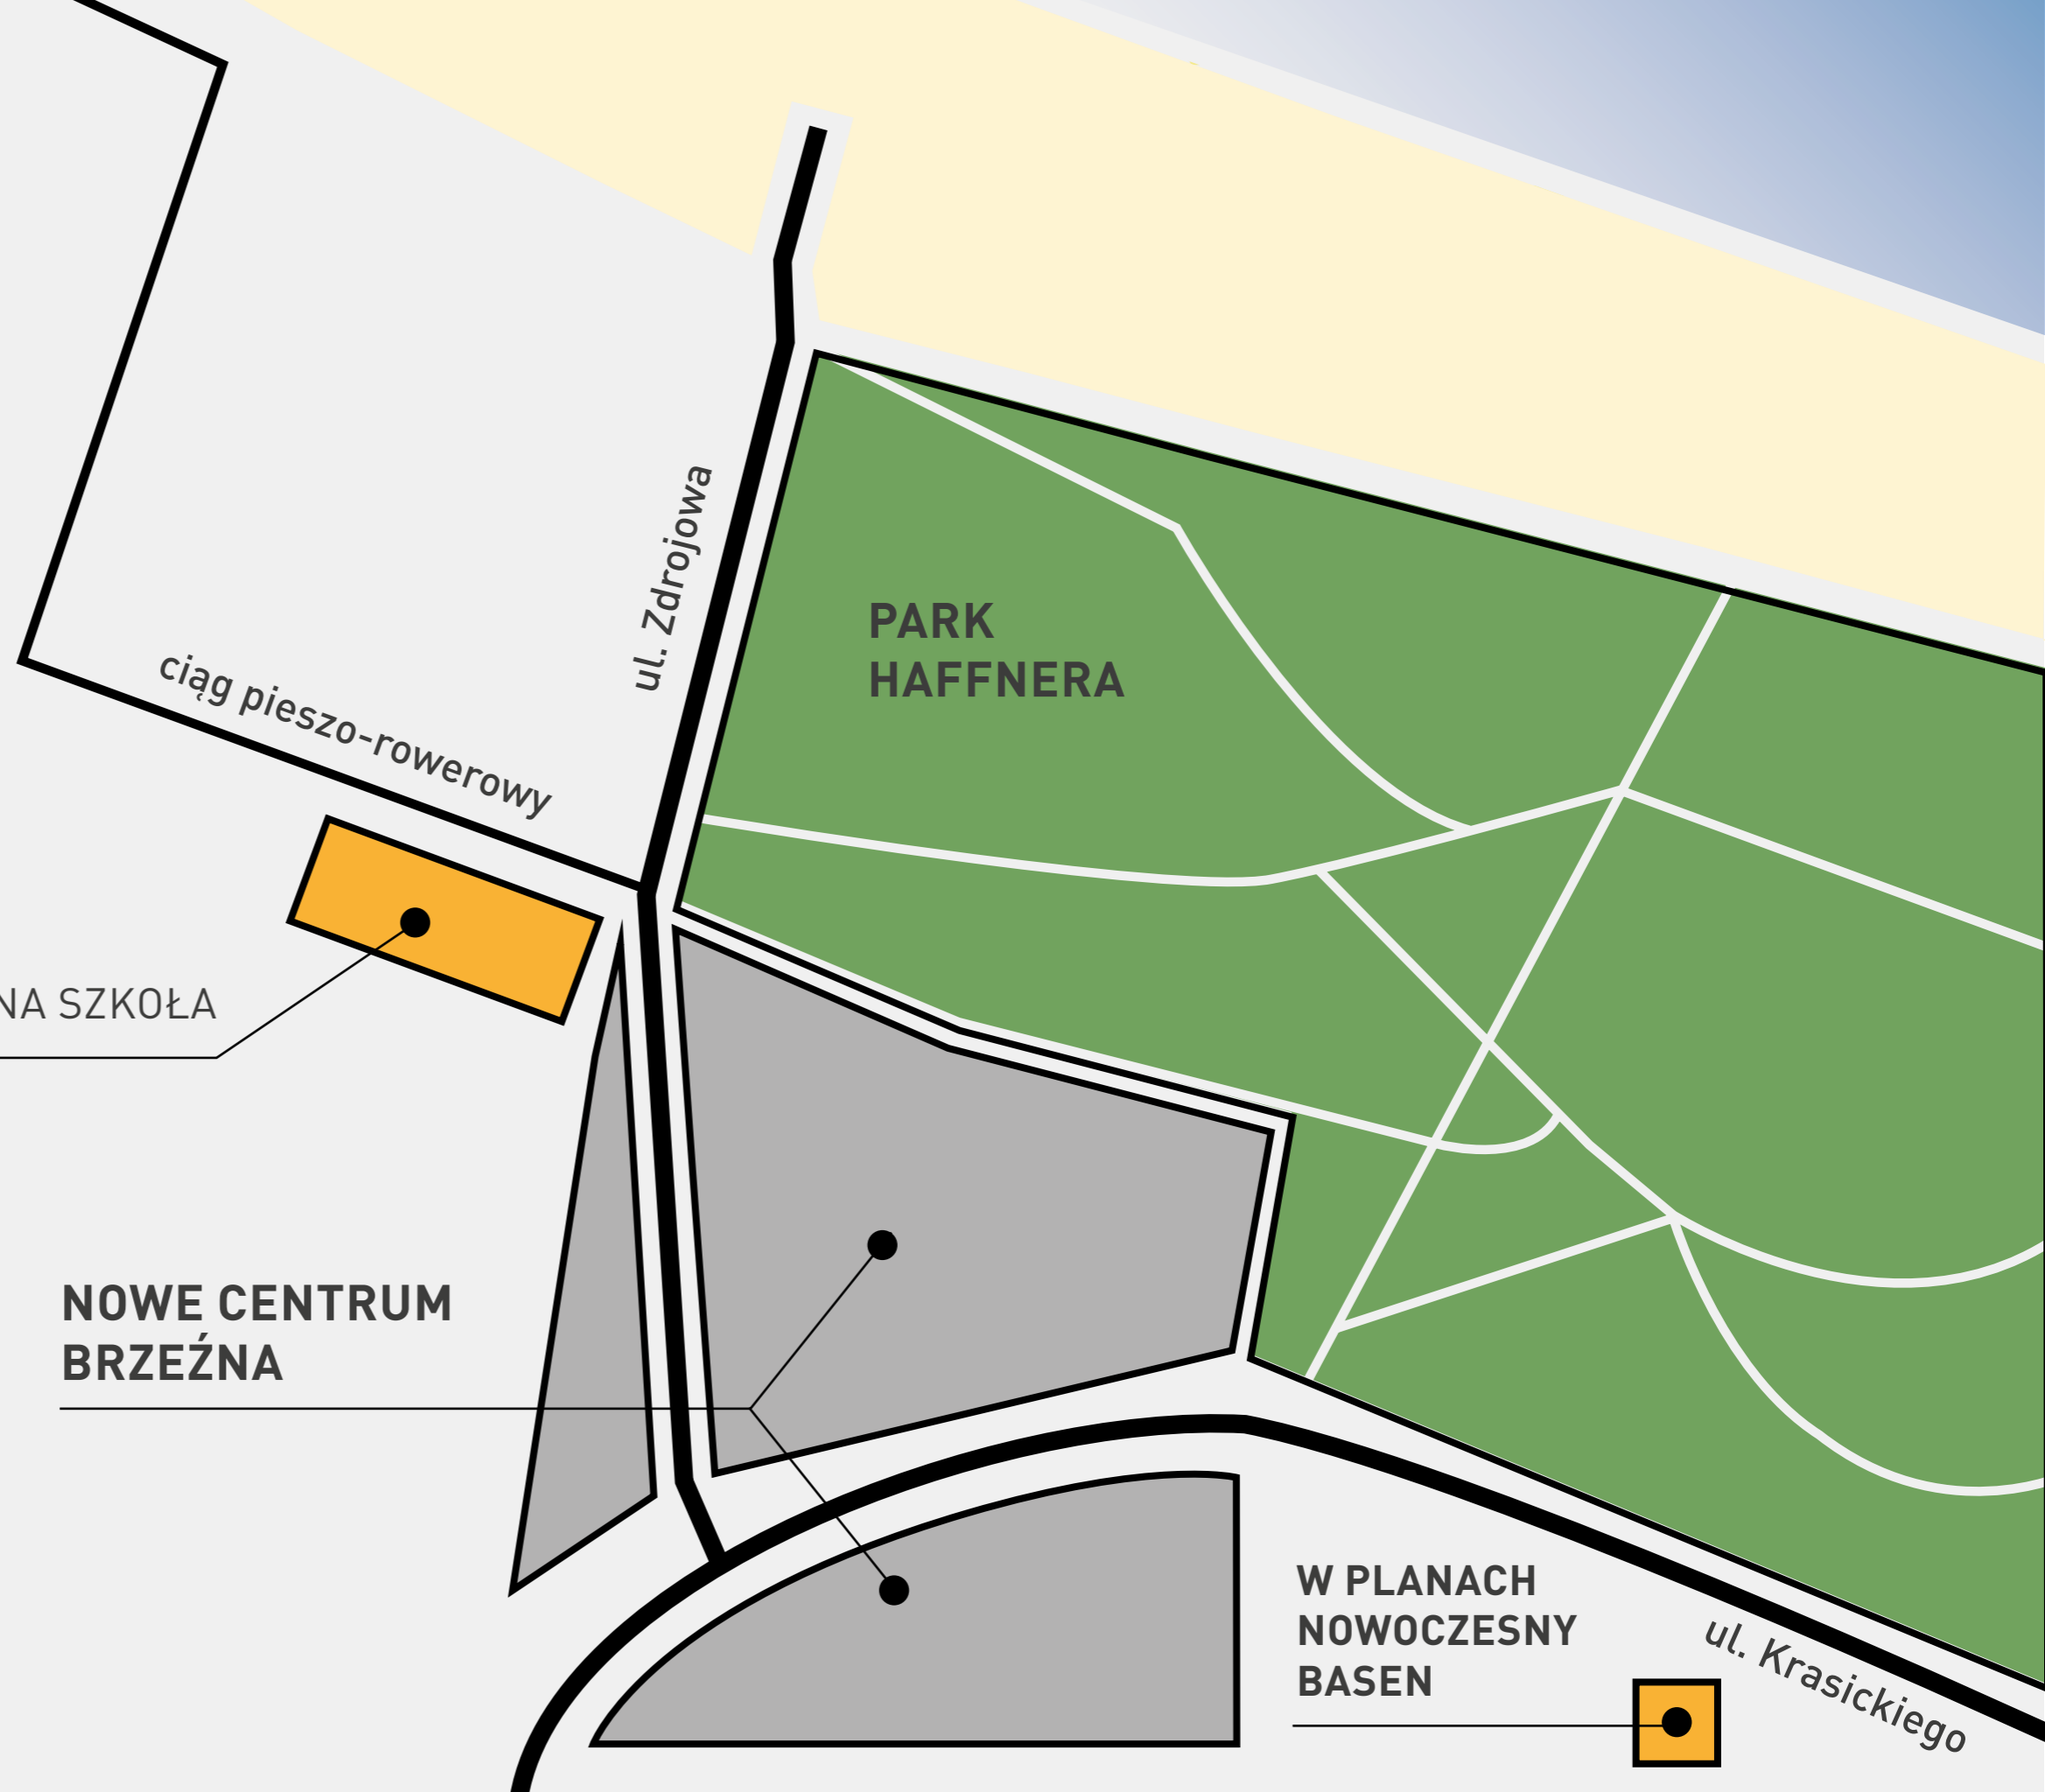 ul. Zdrojowa
PARK
HAFFNERA
ciąg pieszo-rowerowy
NA SZKOŁA
NOWE CENTRUM
BRZEŹNA
W PLANACH
NOWOCZESNY
BASEN
ul. Krasickiego